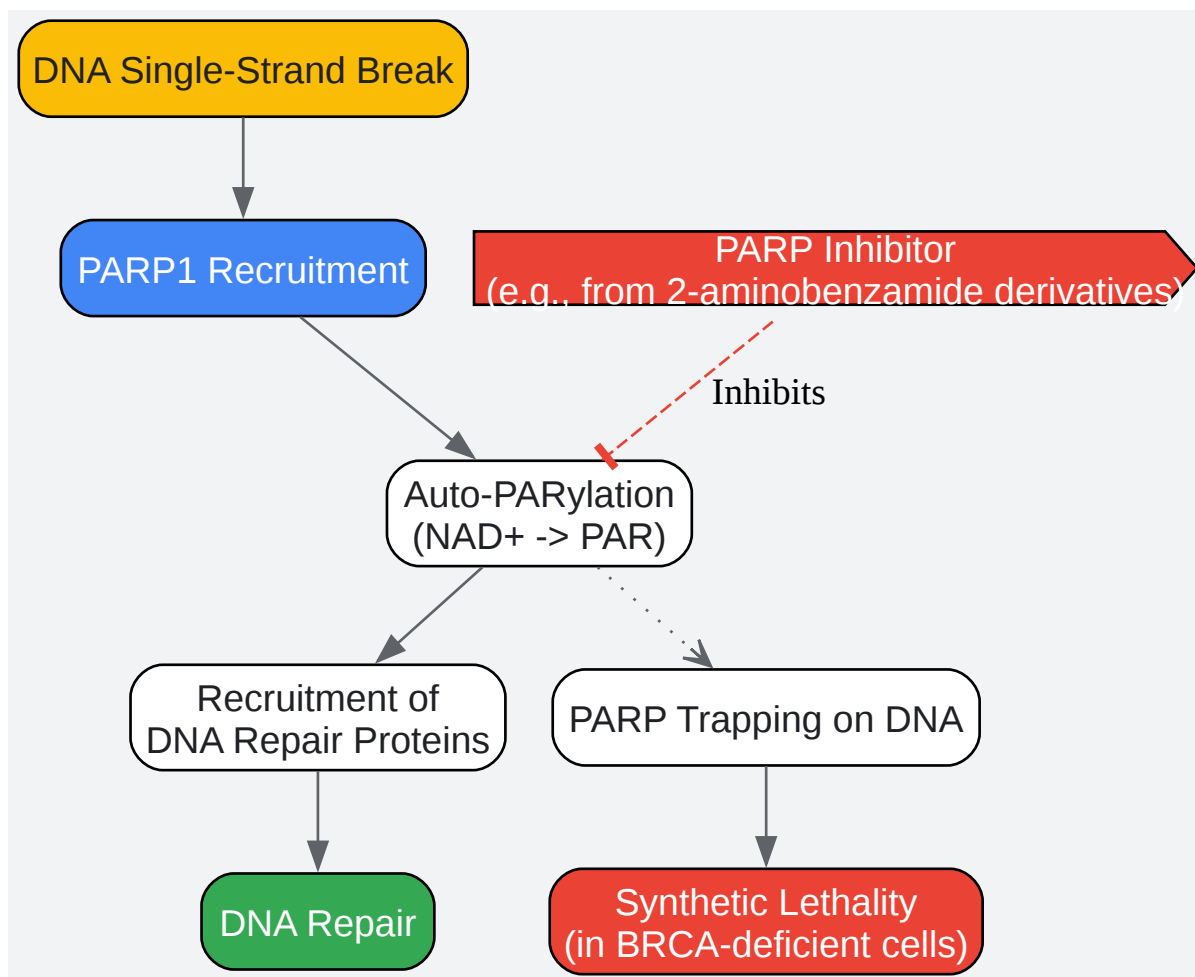 DNA Single-Strand Break
PARP1 Recruitment
PARP Inhibitor
(e.g., from 2-aminobenzamide derivatives)
Inhibits
Auto-PARylation
(NAD+ -> PAR)
Recruitment of
DNA Repair Proteins
PARP Trapping on DNA
DNA Repair
Synthetic Lethality
(in BRCA-deficient cells)